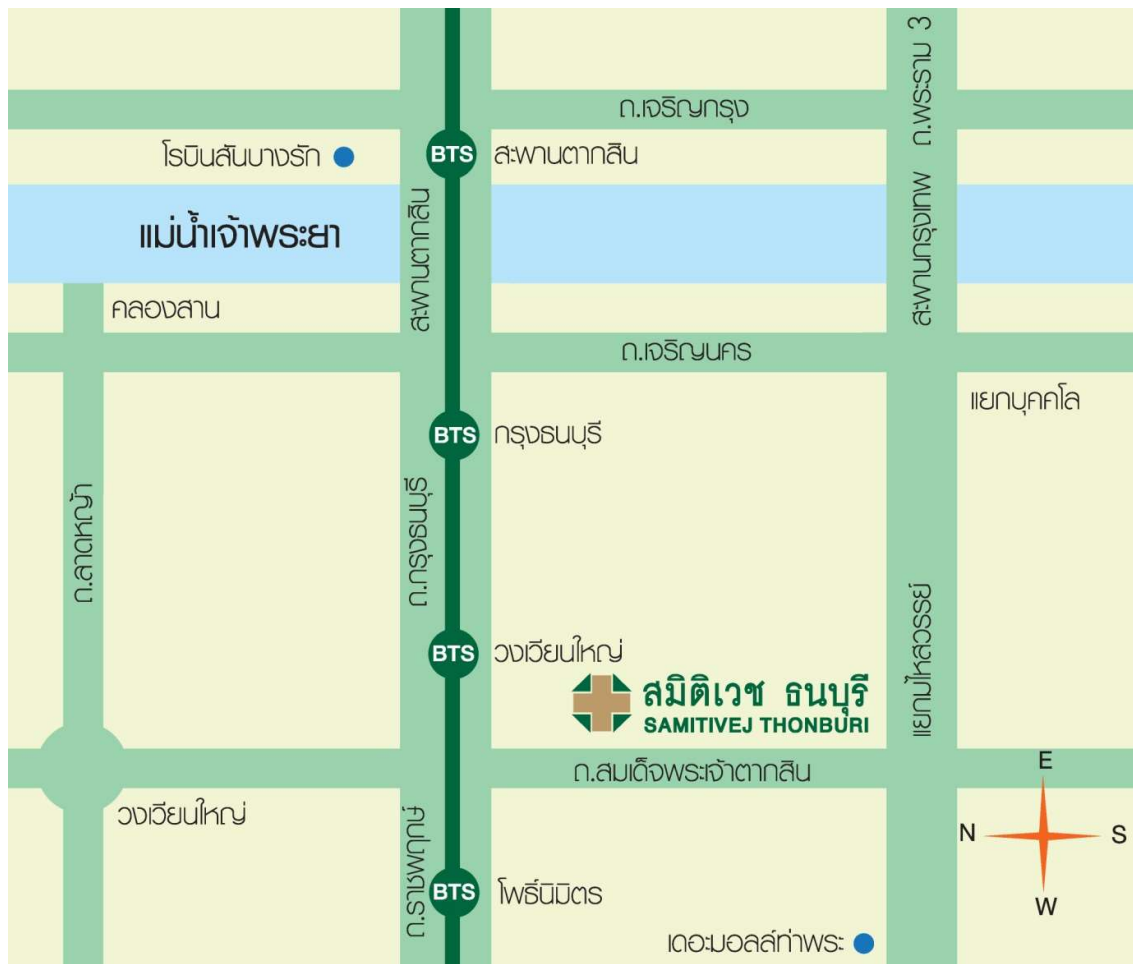 ถ.พระราม 3
ถ.เจริญกรุง
โรบินสันบางรัก
BTS
สะพานตากสิน
แม่น้ำเจ้าพระยา
สะพานตากสิน
สะพานกรุงเทพ
คลองสาน
ถ.เจริญนคร
แยกบุคคโล
BTS
กรุงธนบุรี
ถ.ลาดหญ้า
ถ.กรุงธนบุรี
แยกมไหสวรรย์
BTS
วงเวียนใหญ่
สมิติเวช ธนบุรี
SAMITIVEJ THONBURI
ถ.สมเด็จพระเจ้าตากสิน
วงเวียนใหญ่
ถ.ราชพฤกษ์
BTS
โพธิ์นิมิตร
เดอะมอลล์ท่าพระ
E
N
S
W